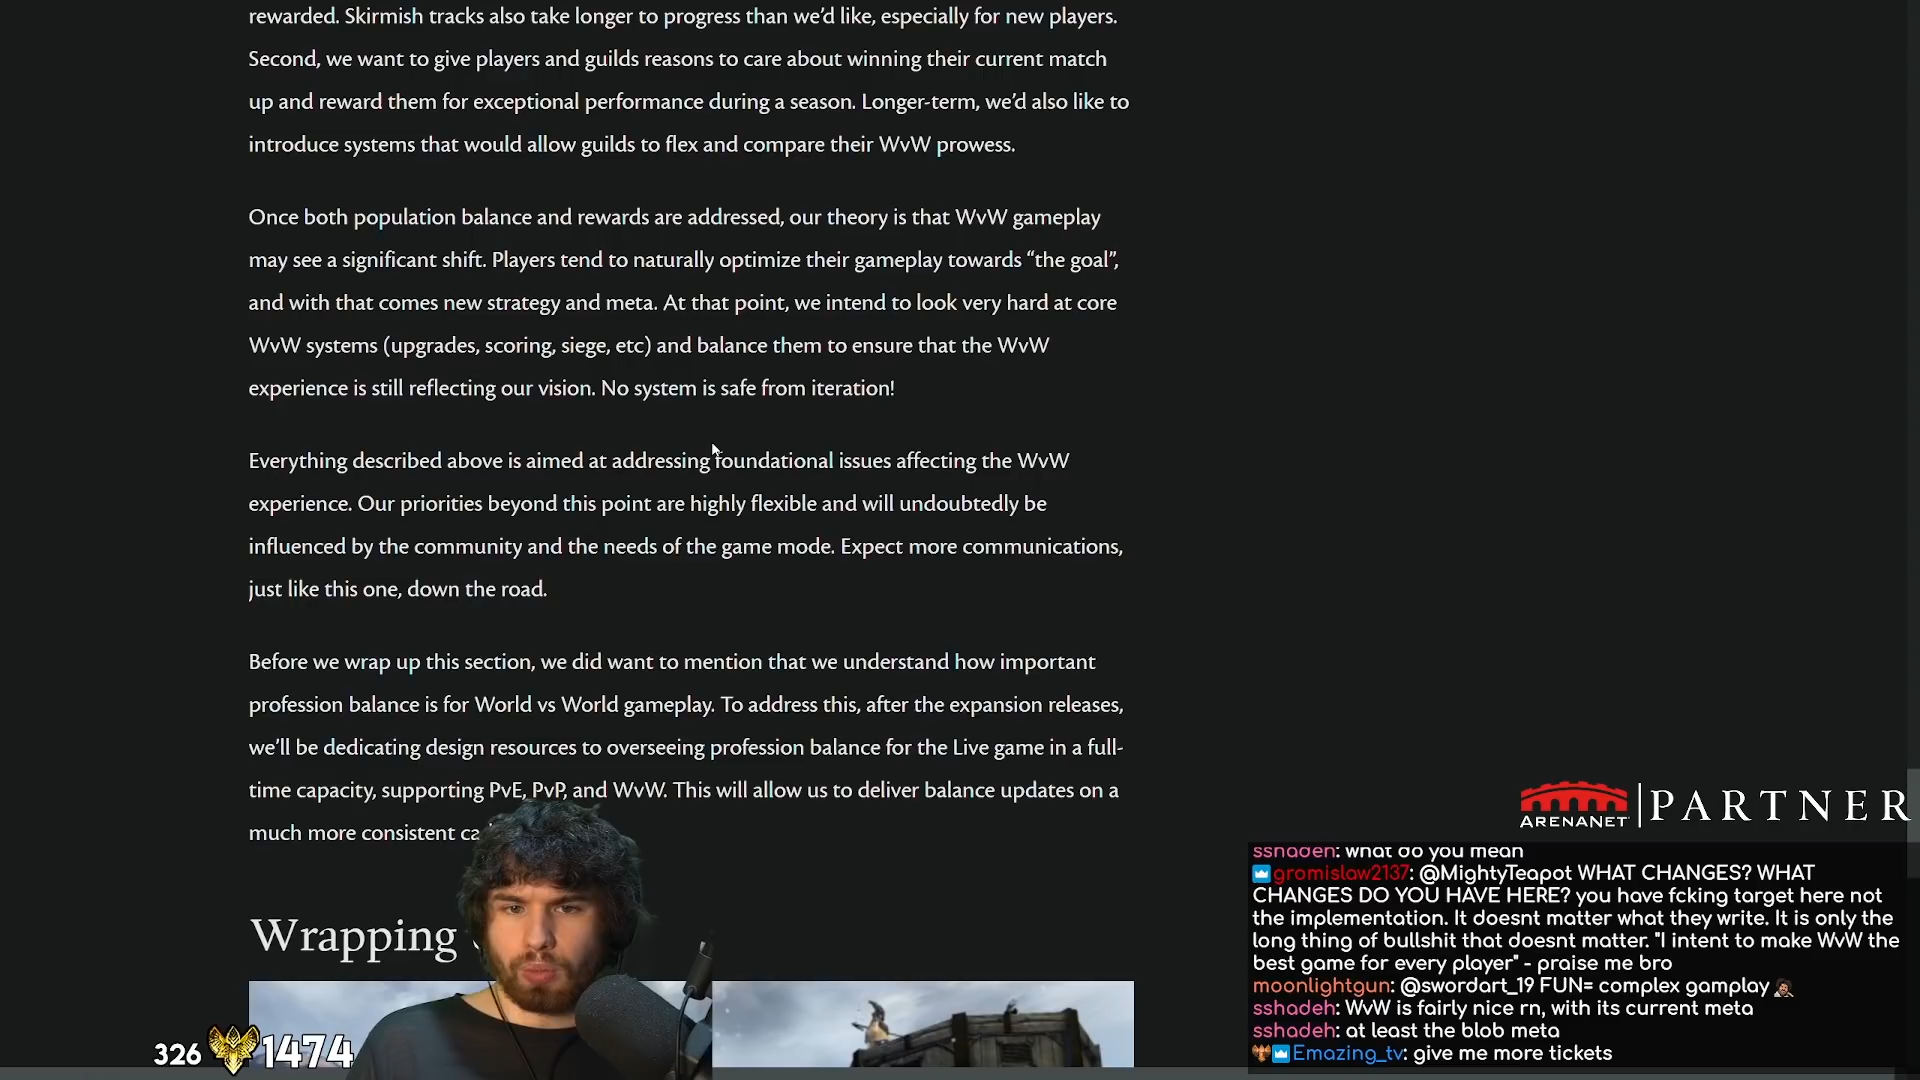 rewarded. Skirmish tracks also take longer to progress than we’d like, especially for new players.
Second, we want to give players and guilds reasons to care about winning their current match
up and reward them for exceptional performance during a season. Longer-term, we’d also like to
introduce systems that would allow guilds to flex and compare their WvW prowess.
Once both population balance and rewards are addressed, our theory is that WvW gameplay
may see a significant shift. Players tend to naturally optimize their gameplay towards “the goal”,
and with that comes new strategy and meta. At that point, we intend to look very hard at core
WvW systems (upgrades, scoring, siege, etc) and balance them to ensure that the WvW
experience is still reflecting our vision. No system is safe from iteration!
Everything described above is aimed at addressing foundational issues affecting the WvW
experience. Our priorities beyond this point are highly flexible and will undoubtedly be
influenced by the community and the needs of the game mode. Expect more communications,
just like this one, down the road.
Before we wrap up this section, we did want to mention that we understand how important
profession balance is for World vs World gameplay. To address this, after the expansion releases,
we’ll be dedicating design resources to overseeing profession balance for the Live game in a full-
time capacity, supporting PvE, PvP, and WvW. This will allow us to deliver balance updates on a
much more consistent ca
Wrapping
326 1474
ARENANET PARTNER
sshadeh: what do you mean
gromislaw2137: @MightyTeapot WHAT CHANGES? WHAT
CHANGES DO YOU HAVE HERE? you have fcking target here not
the implementation. It doesnt matter what they write. It is only the
long thing of bullshit that doesnt matter. "I intent to make WvW the
best game for every player" - praise me bro
moonlightgun: @swordart_19 FUN= complex gamplay
sshadeh: WvW is fairly nice rn, with its current meta
sshadeh: at least the blob meta
Emazing_tv: give me more tickets